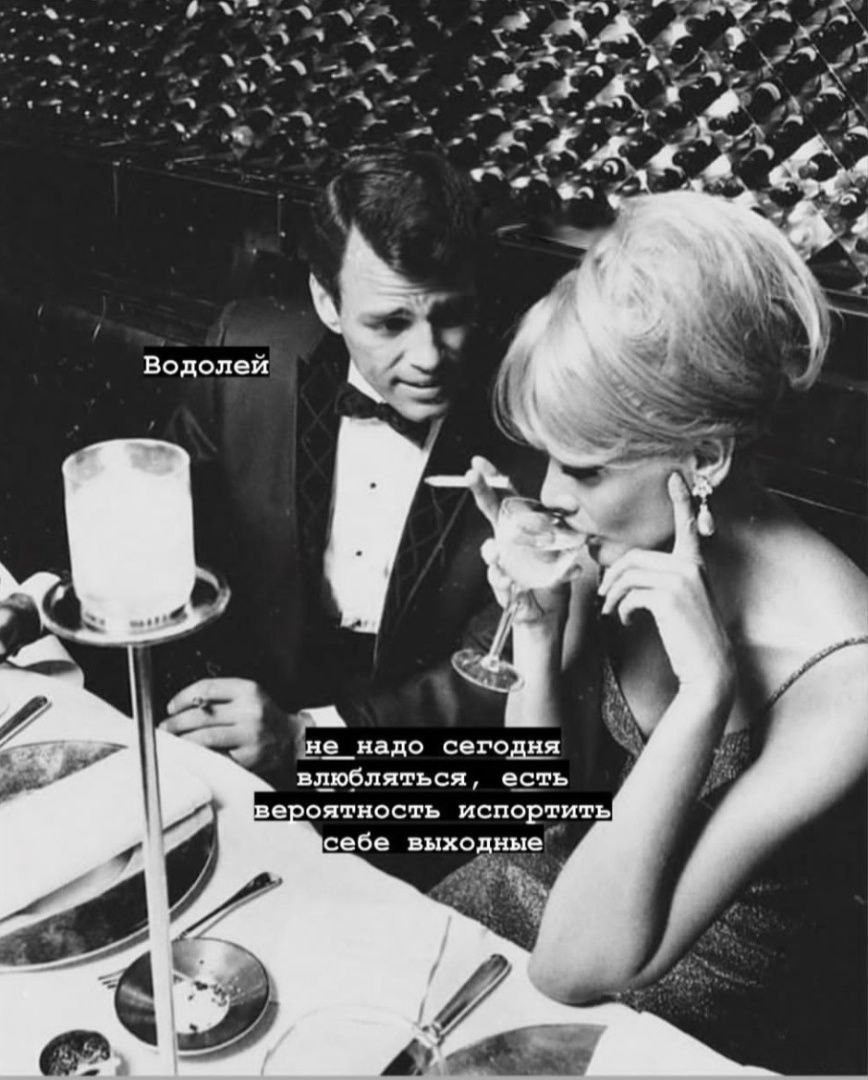 Водолей
не надо сегодня
влюбляться, есть
вероятность испортить
себе выходные